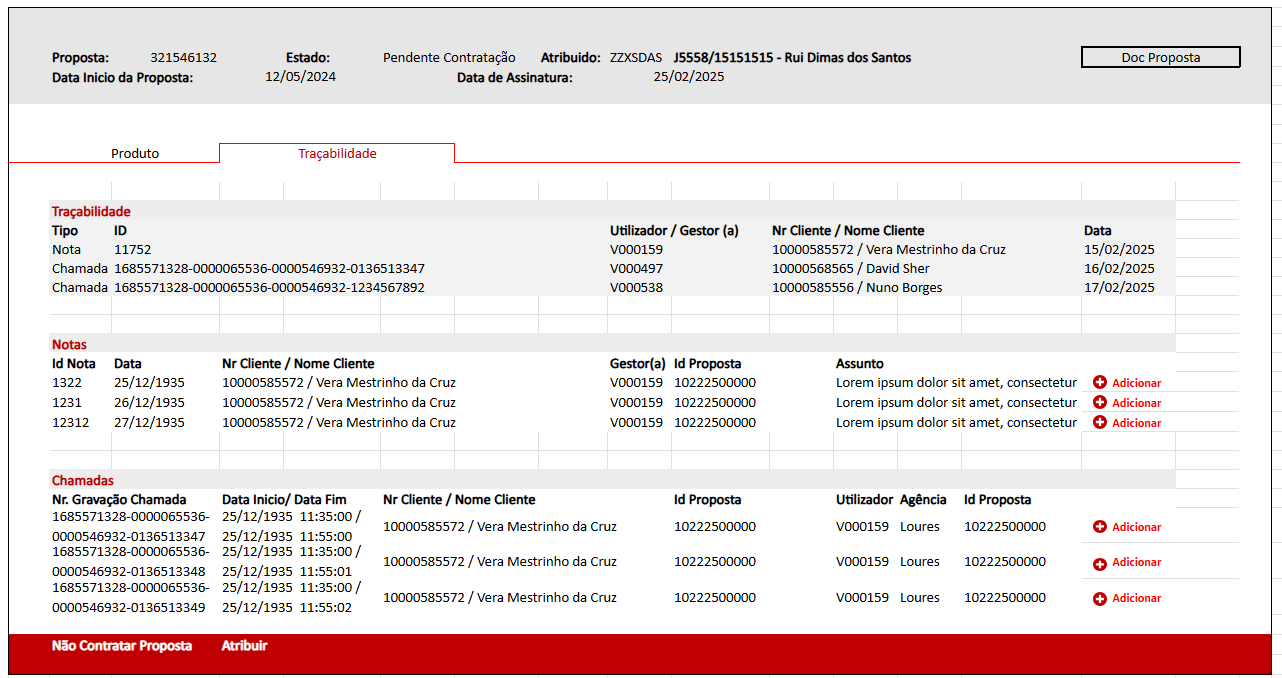 Proposta: 321546132 Estado: Pendente Contratação Atribuido: ZZXSDAS J5558/15151515 - Rui Dimas dos Santos Doc Proposta
Data Inicio da Proposta: 12/05/2024 Data de Assinatura: 25/02/2025
Produto Traçabilidade
Traçabilidade
Tipo ID Utilizador / Gestor (a) Nr Cliente / Nome Cliente Data
Nota 11752 V000159 10000585572 / Vera Mestrinho da Cruz 15/02/2025
Chamada 1685571328-0000065536-0000546932-0136513347 V000497 10000568565 / David Sher 16/02/2025
Chamada 1685571328-0000065536-0000546932-1234567892 V000538 10000585556 / Nuno Borges 17/02/2025
Notas
Id Nota Data Nr Cliente / Nome Cliente Gestor(a) Id Proposta Assunto
1322 25/12/1935 10000585572 / Vera Mestrinho da Cruz V000159 10222500000 Lorem ipsum dolor sit amet, consectetur Adicionar
1231 26/12/1935 10000585572 / Vera Mestrinho da Cruz V000159 10222500000 Lorem ipsum dolor sit amet, consectetur Adicionar
12312 27/12/1935 10000585572 / Vera Mestrinho da Cruz V000159 10222500000 Lorem ipsum dolor sit amet, consectetur Adicionar
Chamadas
Nr. Gravação Chamada Data Inicio/ Data Fim Nr Cliente / Nome Cliente Id Proposta Utilizador Agência Id Proposta
1685571328-0000065536- 25/12/1935 11:35:00 /
10000585572 / Vera Mestrinho da Cruz 10222500000 V000159 Loures 10222500000 Adicionar
0000546932-0136513347 25/12/1935 11:55:00
1685571328-0000065536- 25/12/1935 11:35:00 /
10000585572 / Vera Mestrinho da Cruz 10222500000 V000159 Loures 10222500000 Adicionar
0000546932-0136513348 25/12/1935 11:55:01
1685571328-0000065536- 25/12/1935 11:35:00 /
10000585572 / Vera Mestrinho da Cruz 10222500000 V000159 Loures 10222500000 Adicionar
0000546932-0136513349 25/12/1935 11:55:02
Não Contratar Proposta Atribuir